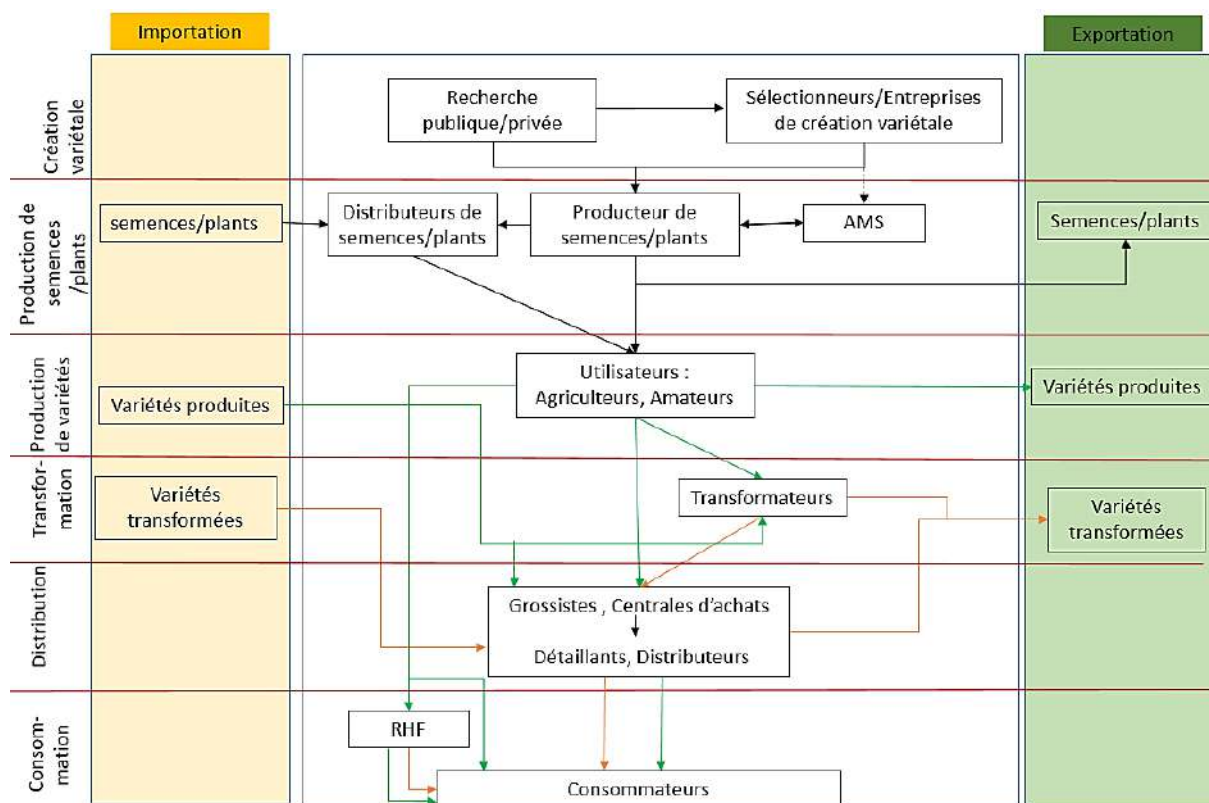 Importation
Exportation
Création
variétale
Recherche
publique/privée
Sélectionneurs/Entreprises
de création variétale
Production de
semences
/plants
semences/plants
Distributeurs de
semences/plants
Producteur de
semences/plants
AMS
Semences/plants
Production
de variétés
Variétés produites
Utilisateurs :
Agriculteurs, Amateurs
Variétés produites
Transfor-
mation
Variétés
transformées
Transformateurs
Variétés
transformées
Distribution
Grossistes , Centrales d'achats
Détaillants, Distributeurs
Consom-
mation
RHF
Consommateurs